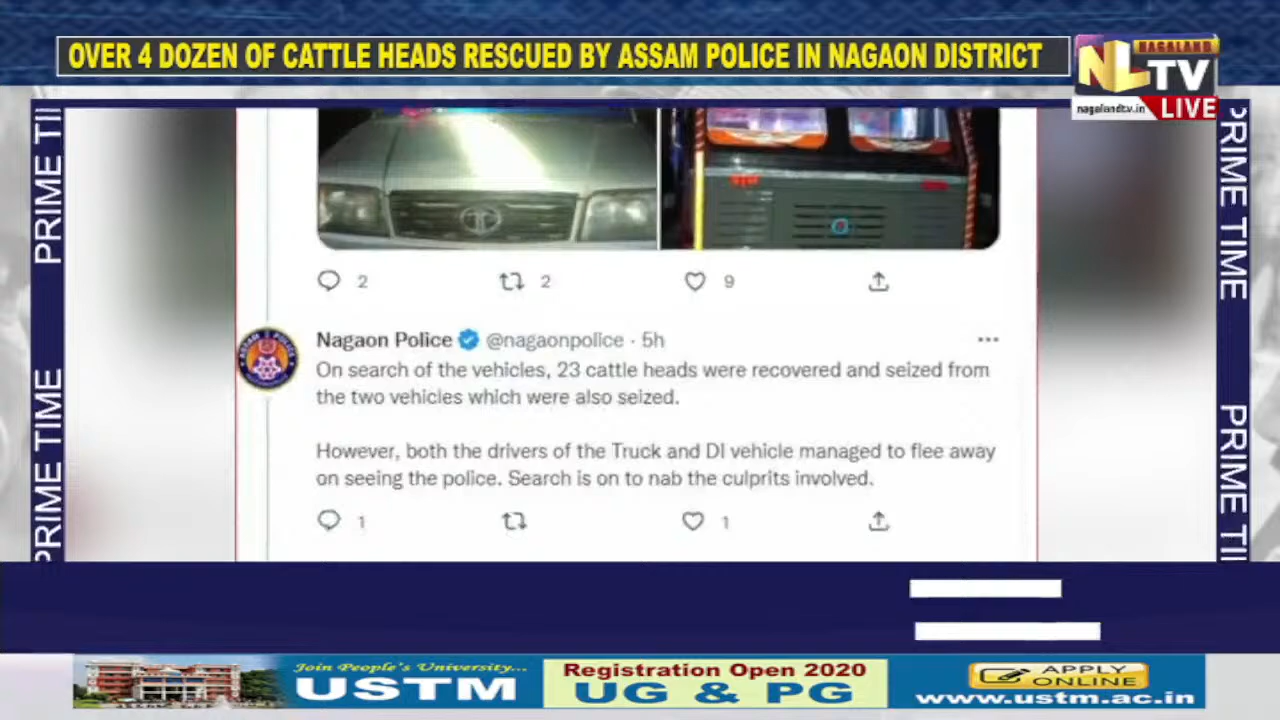 OVER 4 DOZEN OF CATTLE HEADS RESCUED BY ASSAM POLICE IN NAGAON DISTRICT
NAGALAND
NLTV
nagalandtv.in LIVE
PRIME TIME
PRIME TIME
PRIME TIME
PRIME TI
2 2 9
Nagaon Police @nagaonpolice · 5h
On search of the vehicles, 23 cattle heads were recovered and seized from
the two vehicles which were also seized.
However, both the drivers of the Truck and DI vehicle managed to flee away
on seeing the police. Search is on to nab the culprits involved.
1 1
Join People's University...
USTM
Registration Open 2020
UG & PG
APPLY
ONLINE
www.ustm.ac.in